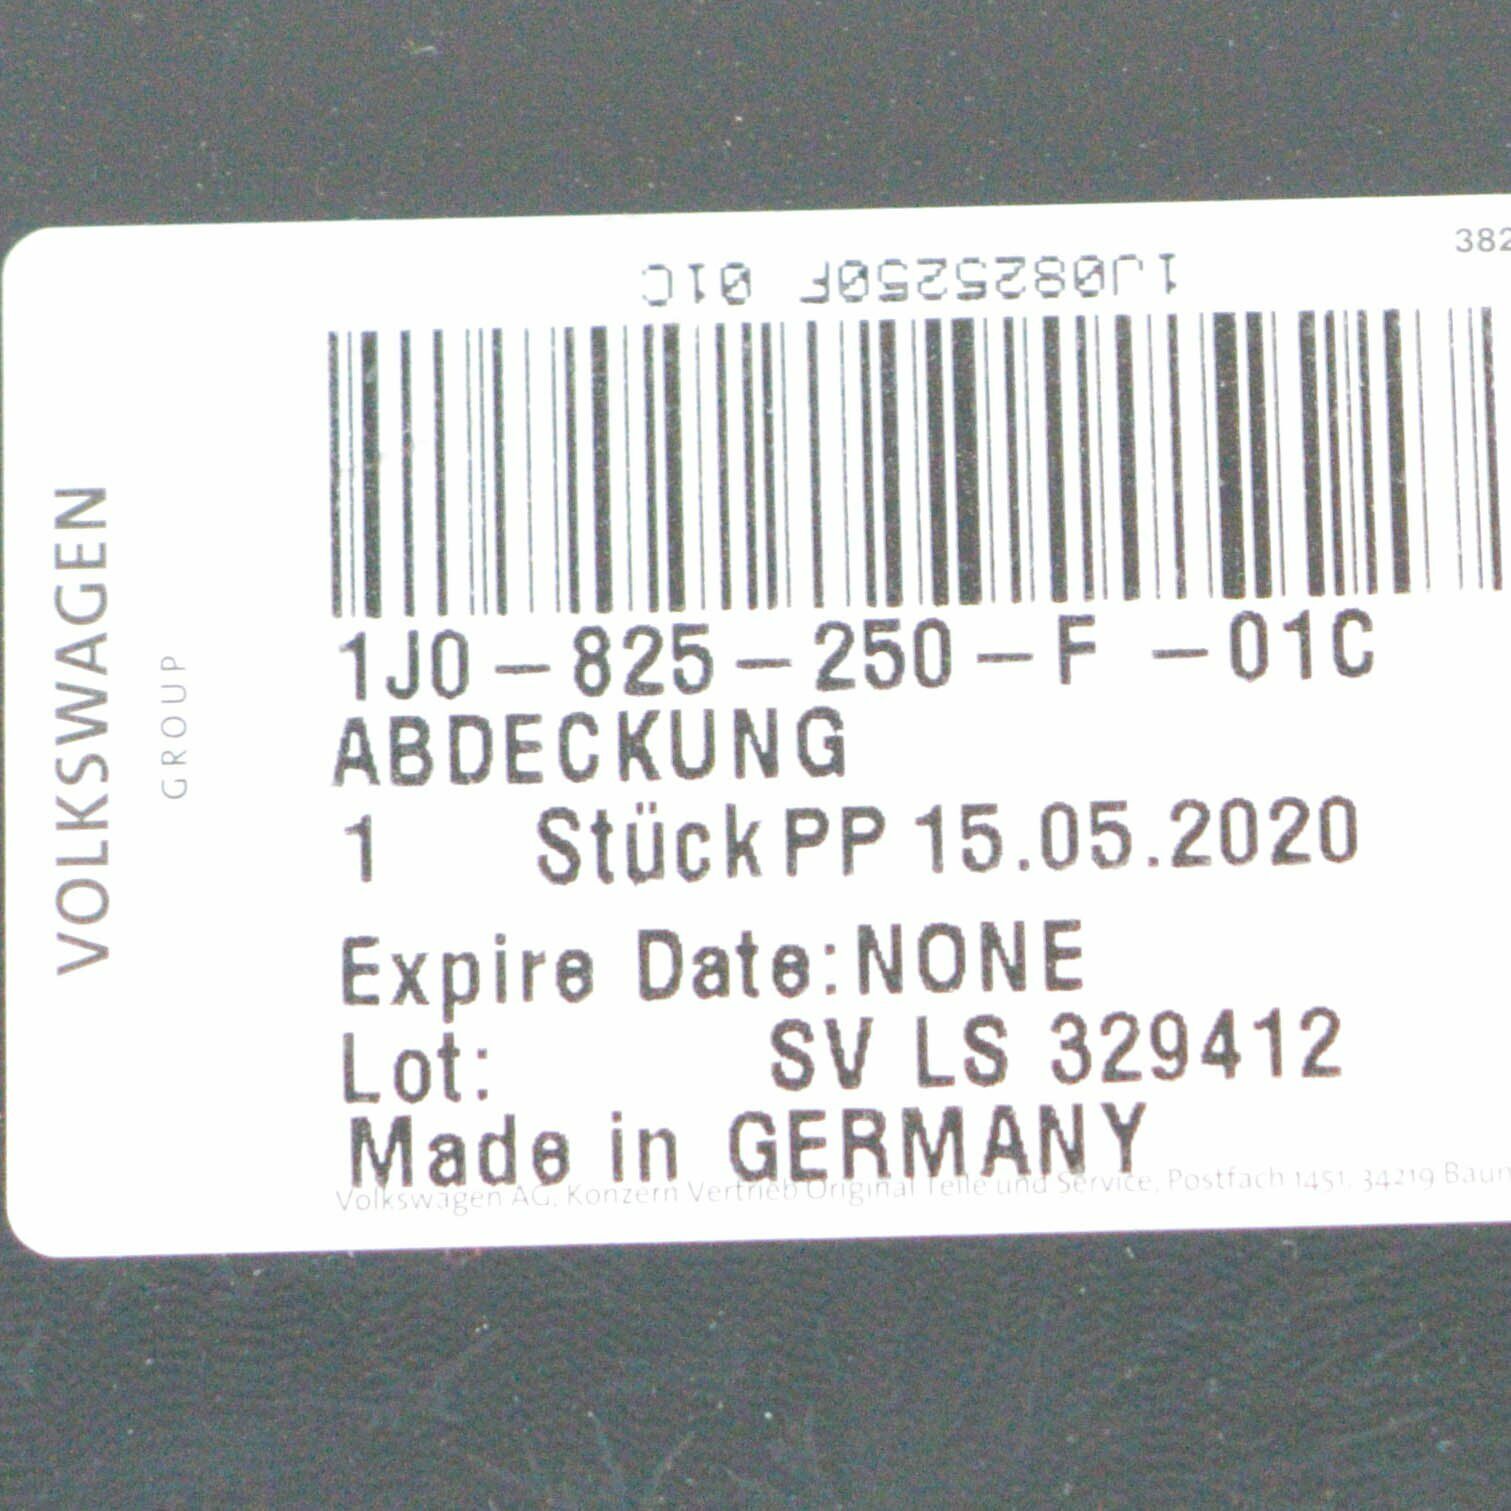 382
1J0825250F 01C
1J0-825-250-F -01C
ABDECKUNG
1 Stück PP 15.05.2020
Expire Date:NONE
Lot: SV LS 329412
Made in GERMANY
Volkswagen AG, Konzern Vertrieb Original Teile und Service, Postfach 1451, 34219 Baun
VOLKSWAGEN
GROUP